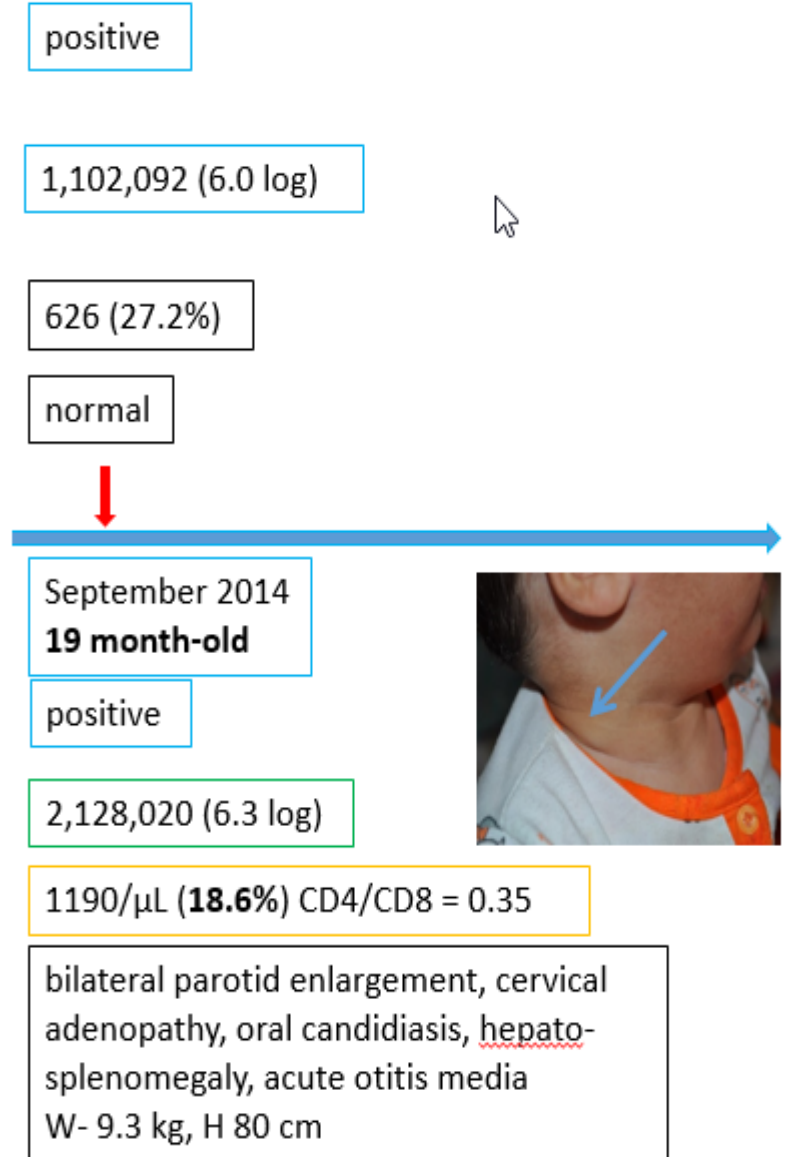 positive
1,102,092 (6.0 log)
626 (27.2%)
normal
September 2014
19 month-old
positive
2,128,020 (6.3 log)
1190/μL (18.6%) CD4/CD8 = 0.35
bilateral parotid enlargement, cervical
adenopathy, oral candidiasis, hepato-
splenomegaly, acute otitis media
W- 9.3 kg, H 80 cm